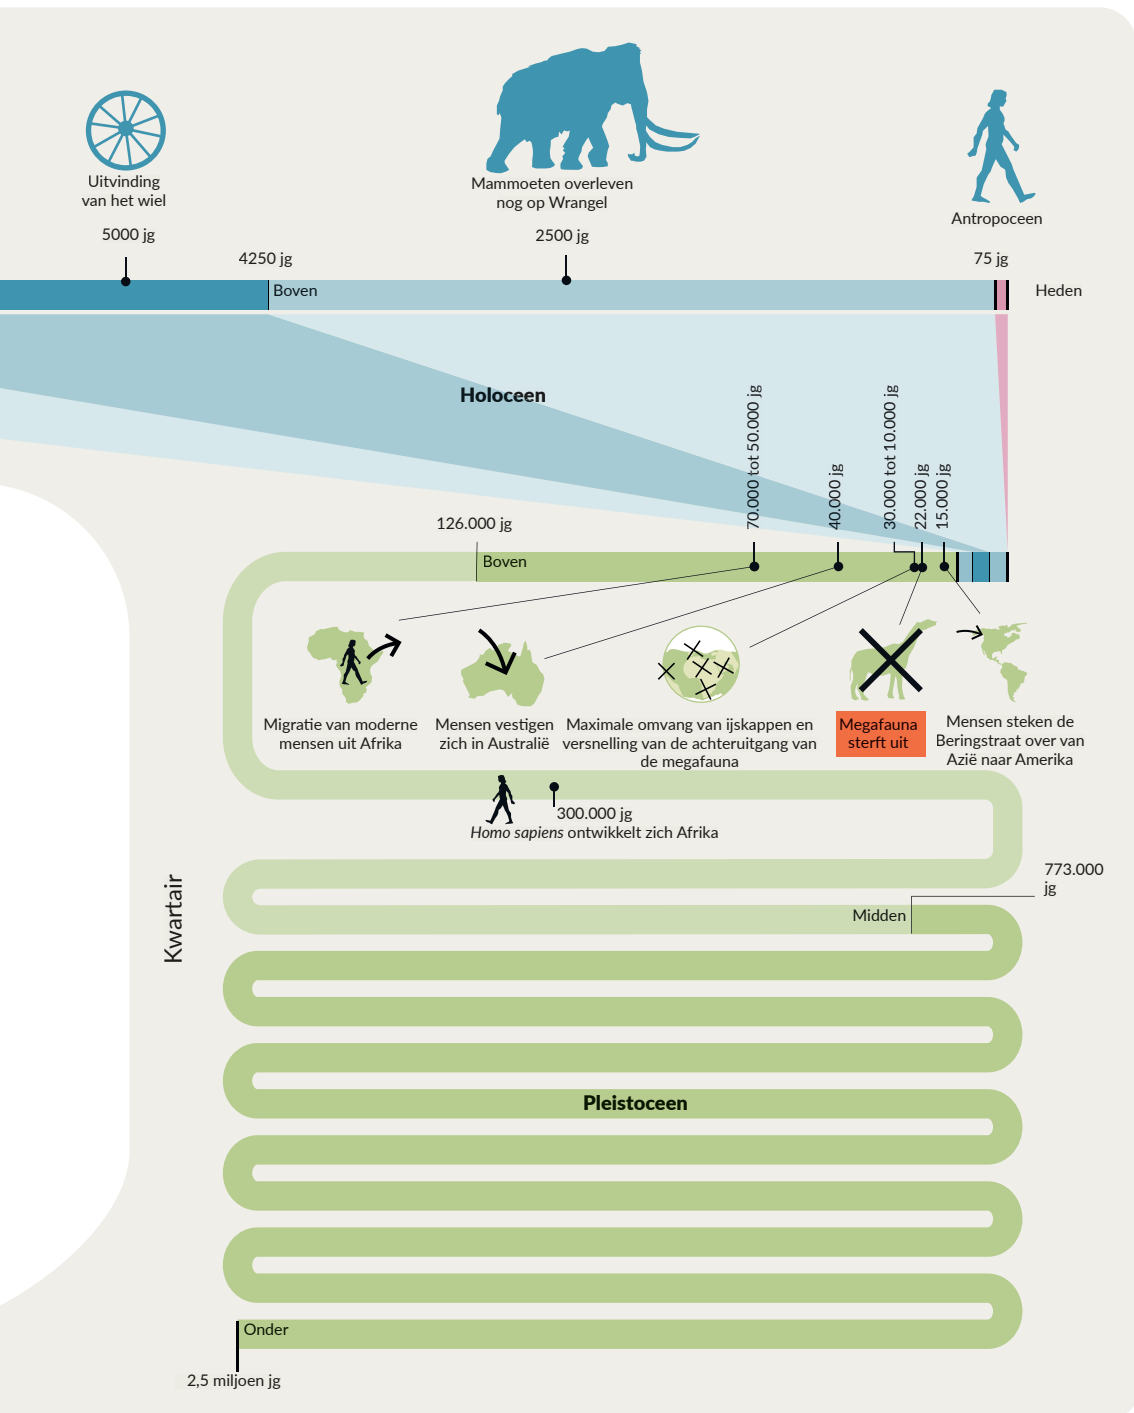 Uitvinding
van het wiel
5000 jg
4250 jg
Mammoeten overleven
nog op Wrangel
2500 jg
Antropoceen
75 jg
Boven
Heden
Holoceen
70.000 tot 50.000 jg
40.000 jg
30.000 tot 10.000 jg
22.000 jg
15.000 jg
126.000 jg
Boven
Migratie van moderne
mensen uit Afrika
Mensen vestigen
zich in Australië
Maximale omvang van ijskappen en
versnelling van de achteruitgang van
de megafauna
Megafauna
sterft uit
Mensen steken de
Beringstraat over van
Azië naar Amerika
300.000 jg
Homo sapiens ontwikkelt zich Afrika
773.000
jg
Midden
Kwartair
Pleistoceen
Onder
2,5 miljoen jg